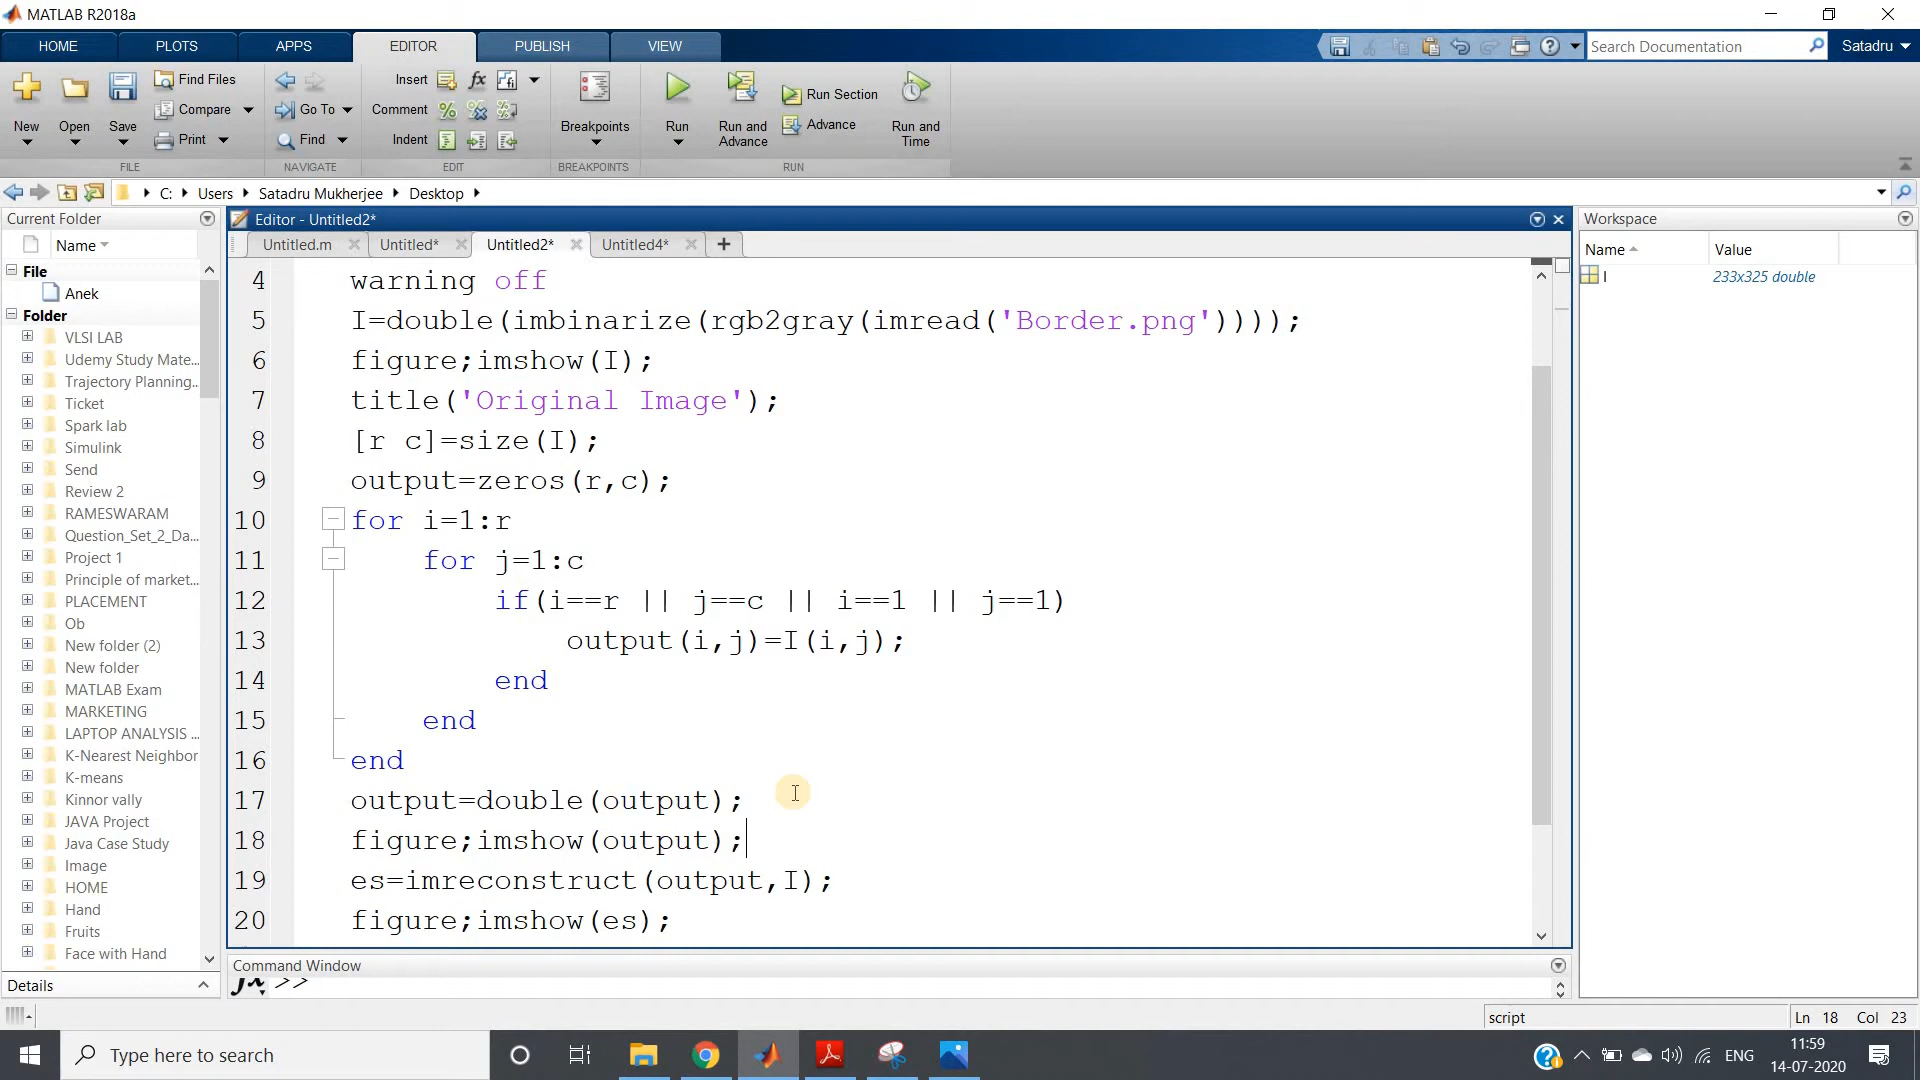 MATLAB R2018a
HOME PLOTS APPS EDITOR PUBLISH VIEW
Search Documentation Satadru
New Open Save Find Files Compare Print
Go To Find
Insert fx
Comment
Indent
Breakpoints
Run Run and Advance Run Section Advance Run and Time
FILE NAVIGATE EDIT BREAKPOINTS RUN
C: Users Satadru Mukherjee Desktop
Current Folder
Name
File
Anek
Folder
VLSI LAB
Udemy Study Mate...
Trajectory Planning...
Ticket
Spark lab
Simulink
Send
Review 2
RAMESWARAM
Question_Set_2_Da...
Project 1
Principle of market...
PLACEMENT
Ob
New folder (2)
New folder
MATLAB Exam
MARKETING
LAPTOP ANALYSIS ...
K-Nearest Neighbor
K-means
Kinnor vally
JAVA Project
Java Case Study
Image
HOME
Hand
Fruits
Face with Hand
Details
Editor - Untitled2*
Untitled.m Untitled* Untitled2* Untitled4*
4 warning off
5 I=double(imbinarize(rgb2gray(imread('Border.png'))));
6 figure;imshow(I);
7 title('Original Image');
8 [r c]=size(I);
9 output=zeros(r,c);
10 for i=1:r
11 for j=1:c
12 if(i==r || j==c || i==1 || j==1)
13 output(i,j)=I(i,j);
14 end
15 end
16 end
17 output=double(output);
18 figure;imshow(output);
19 es=imreconstruct(output,I);
20 figure;imshow(es);
Command Window
fx >>
Workspace
Name Value
I 233x325 double
script Ln 18 Col 23
Type here to search
ENG
11:59
14-07-2020